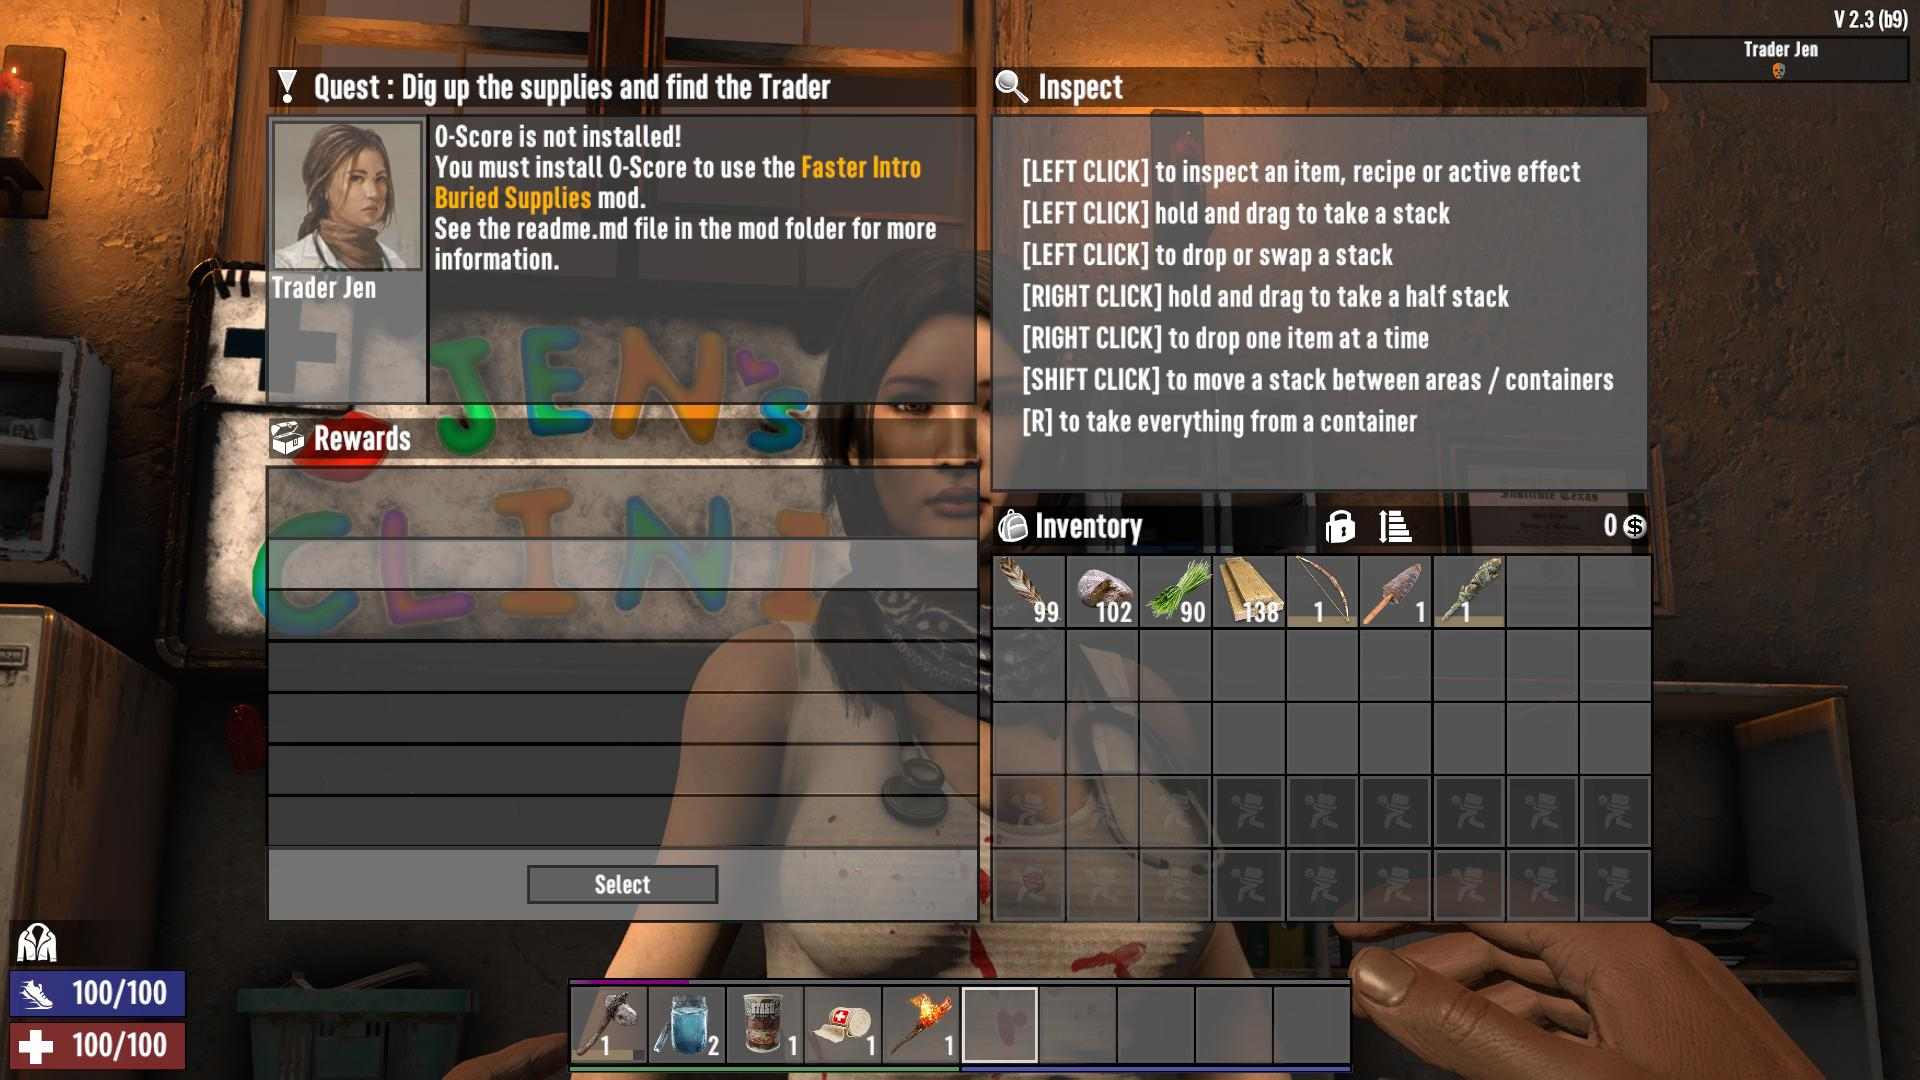 V 2.3 (b9)
Trader Jen
Quest : Dig up the supplies and find the Trader
0-Score is not installed!
You must install 0-Score to use the Faster Intro
Buried Supplies mod.
See the readme.md file in the mod folder for more
information.
Trader Jen
JEN's
CLINI
Rewards
Select
Inspect
[LEFT CLICK] to inspect an item, recipe or active effect
[LEFT CLICK] hold and drag to take a stack
[LEFT CLICK] to drop or swap a stack
[RIGHT CLICK] hold and drag to take a half stack
[RIGHT CLICK] to drop one item at a time
[SHIFT CLICK] to move a stack between areas / containers
[R] to take everything from a container
Institute Texas
Inventory
0
99 102 90 138 1 1 1
100/100
100/100
1 2 1 1 1